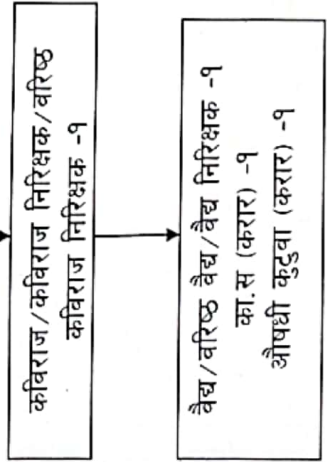 कविराज/कविराज निरिक्षक/वरिष्ठ
कविराज निरिक्षक -१
वैद्य/वरिष्ठ वैद्य/वैद्य निरिक्षक -१
का.स (करार) -१
औषधी कुटुवा (करार) -१